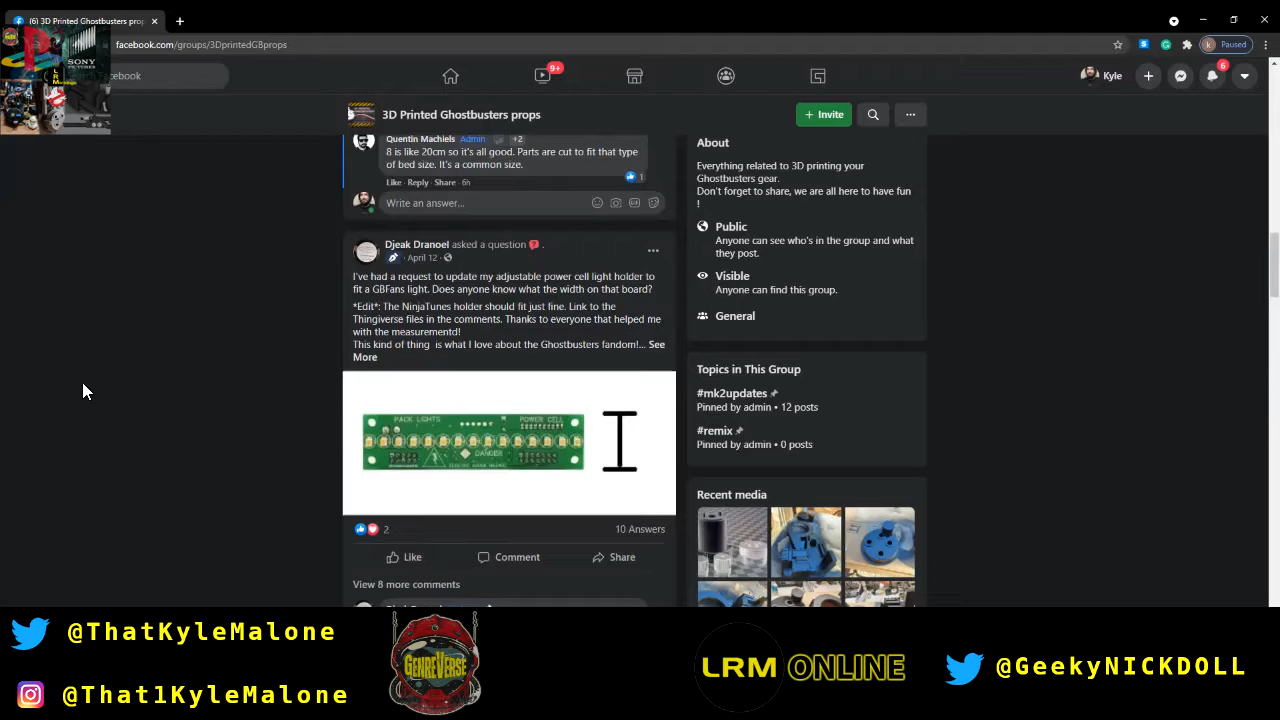 (6) 3D Printed Ghostbusters prop
facebook.com/groups/3DprintedGBprops
Paused
SONY
PICTURES
LRM
Facebook
9+
Kyle
6
3D Printed Ghostbusters props
+ Invite
Quentin Machiels Admin +2
8 is like 20cm so it's all good. Parts are cut to fit that type
of bed size. It's a common size.
1
Like · Reply · Share · 6h
Write an answer...
Djeak Dranoel asked a question .
April 12 ·
I've had a request to update my adjustable power cell light holder to
fit a GBFans light. Does anyone know what the width on that board?
*Edit*: The NinjaTunes holder should fit just fine. Link to the
Thingiverse files in the comments. Thanks to everyone that helped me
with the measurementd!
This kind of thing is what I love about the Ghostbusters fandom!... See
More
PACK LIGHTS
POWER CELL
DANGER
2
10 Answers
Like
Comment
Share
View 8 more comments
About
Everything related to 3D printing your
Ghostbusters gear.
Don't forget to share, we are all here to have fun
!
Public
Anyone can see who's in the group and what
they post.
Visible
Anyone can find this group.
General
Topics in This Group
#mk2updates
Pinned by admin • 12 posts
#remix
Pinned by admin • 0 posts
Recent media
@ThatKyleMalone
@That1KyleMalone
GENREVERSE
LRM ONLINE
@GeekyNICKDOLL